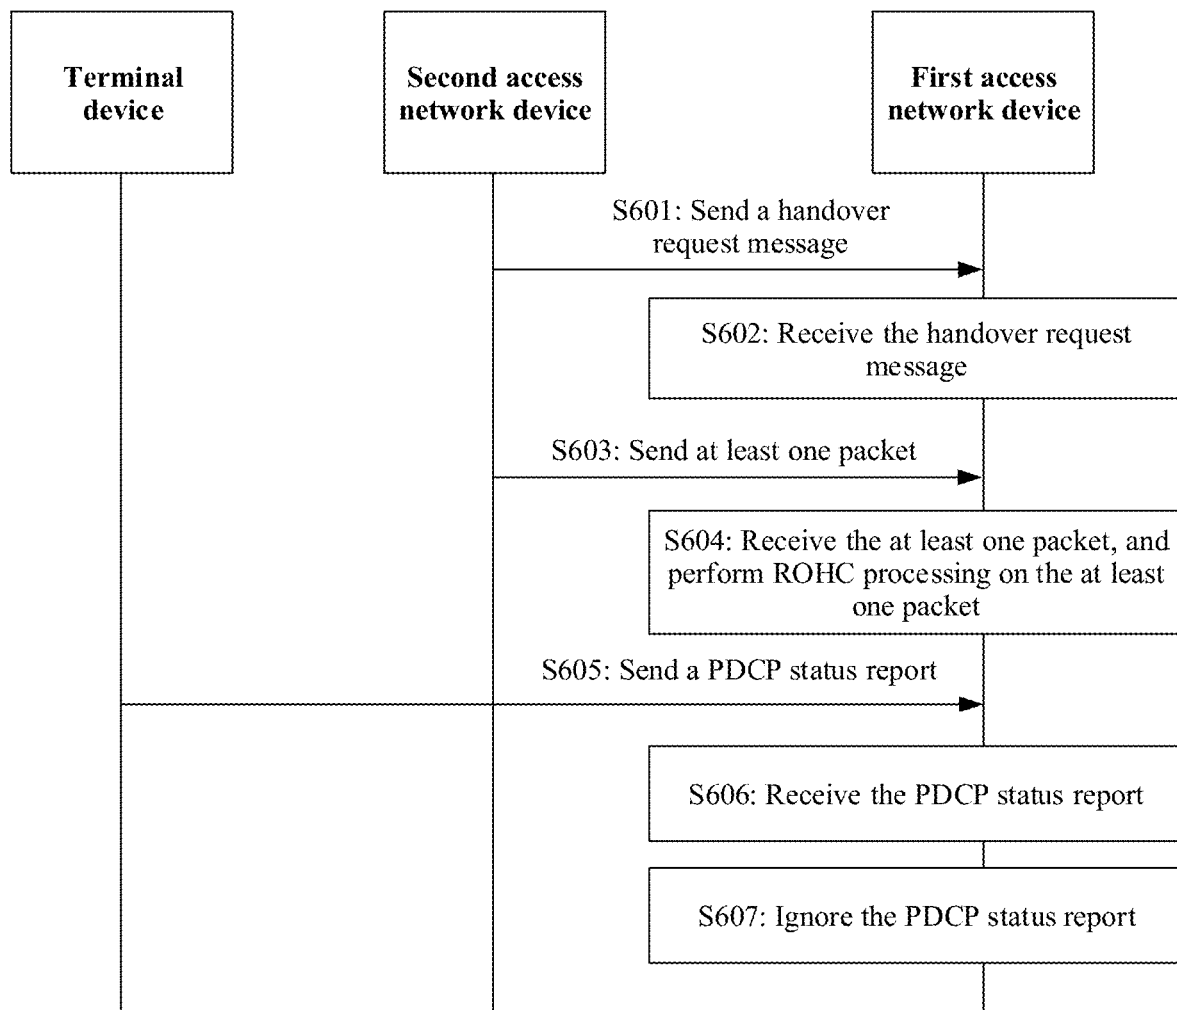 Terminal
device
Second access
network device
First access
network device
S601: Send a handover
request message
S602: Receive the handover request
message
S603: Send at least one packet
S604: Receive the at least one packet, and
perform ROHC processing on the at least
one packet
S605: Send a PDCP status report
S606: Receive the PDCP status report
S607: Ignore the PDCP status report